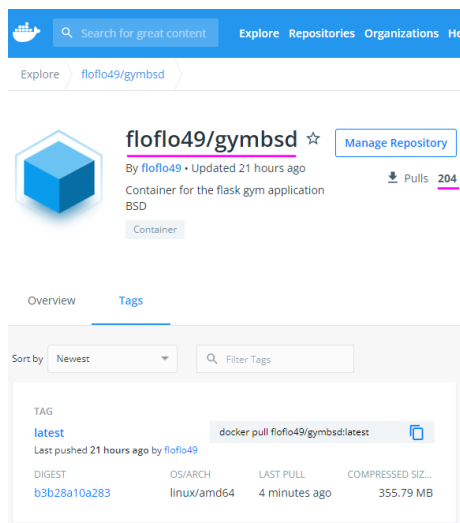 Search for great content
Explore Repositories Organizations
Explore floflo49/gymbsd
floflo49/gymbsd
Manage Repository
By floflo49 • Updated 21 hours ago
Pulls 204
Container for the flask gym application
BSD
Container
Overview Tags
Sort by Newest Filter Tags
TAG
latest docker pull floflo49/gymbsd:latest
Last pushed 21 hours ago by floflo49
DIGEST OS/ARCH LAST PULL COMPRESSED SIZ...
b3b28a10a283 linux/amd64 4 minutes ago 355.79 MB